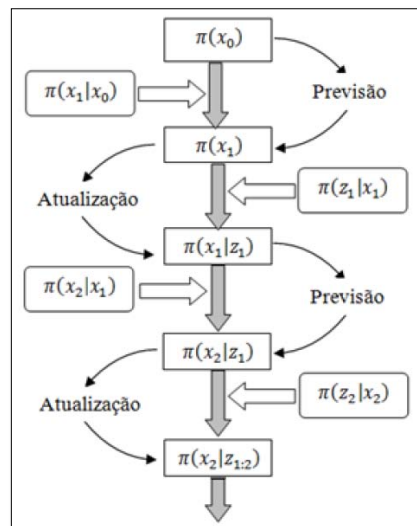 π(x₀)
π(x₁|x₀)
Previsão
π(x₁)
Atualização
π(z₁|x₁)
π(x₁|z₁)
π(x₂|x₁)
Previsão
π(x₂|z₁)
Atualização
π(z₂|x₂)
π(x₂|z₁:₂)